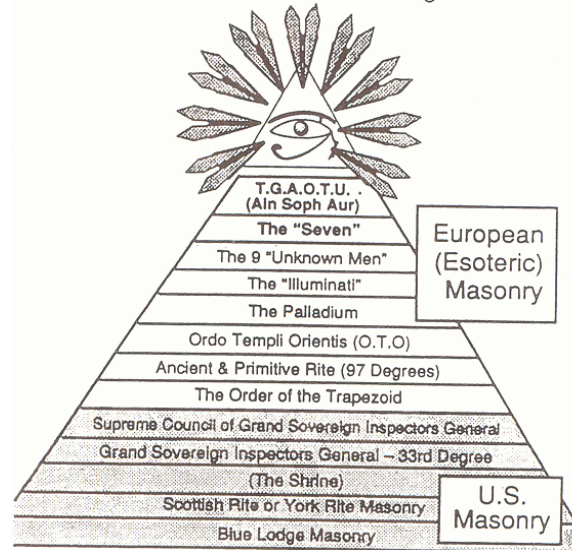 T.G.A.O.T.U. .
(Ain Soph Aur)
The "Seven"
The 9 "Unknown Men"
The "Illuminati"
The Palladium
Ordo Templi Orientis (O.T.O)
Ancient & Primitive Rite (97 Degrees)
The Order of the Trapezoid
Supreme Council of Grand Sovereign Inspectors General
Grand Sovereign Inspectors General – 33rd Degree
(The Shrine)
Scottish Rite or York Rite Masonry
Blue Lodge Masonry
European
(Esoteric)
Masonry
U.S.
Masonry